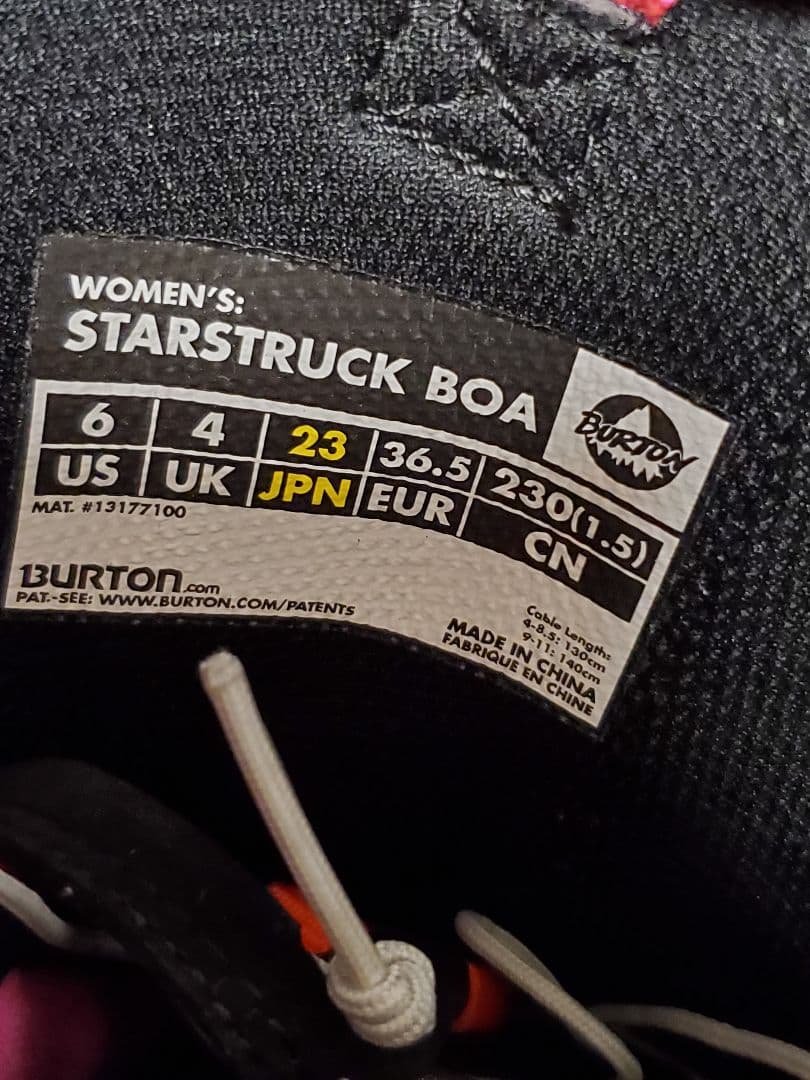 WOMEN'S:
STARSTRUCK BOA
BURTON
6 4 23 36.5 230(1.5)
US UK JPN EUR CN
MAT. #13177100
BURTON.com
PAT.-SEE: WWW.BURTON.COM/PATENTS
Cable Length:
4-8.5: 130cm
9-11: 140cm
MADE IN CHINA
FABRIQUE EN CHINE